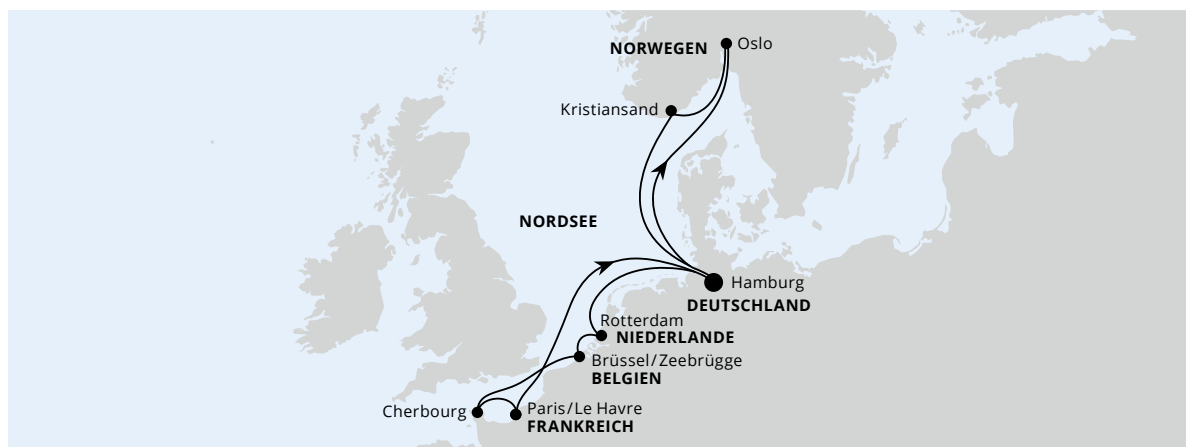 NORWEGEN
Oslo
Kristiansand
NORDSEE
Hamburg
DEUTSCHLAND
Rotterdam
NIEDERLANDE
Brüssel/Zeebrügge
BELGIEN
Cherbourg
Paris/Le Havre
FRANKREICH